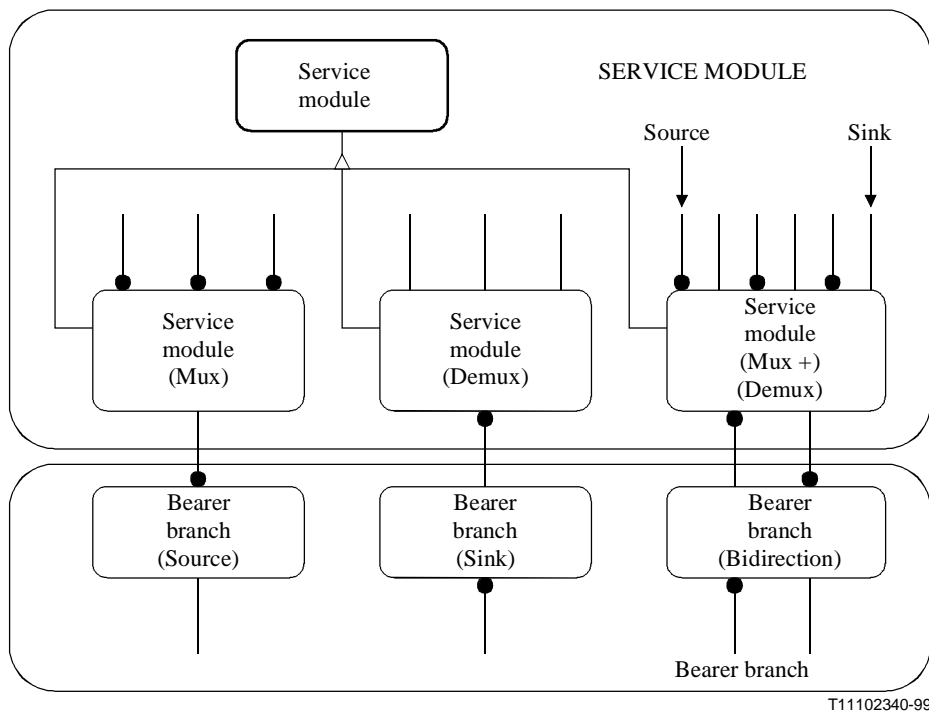 Service
module
SERVICE MODULE
Source
Sink
Service
module
(Mux)
Service
module
(Demux)
Service
module
(Mux +)
(Demux)
Bearer
branch
(Source)
Bearer
branch
(Sink)
Bearer
branch
(Bidirection)
Bearer branch
T11102340-99